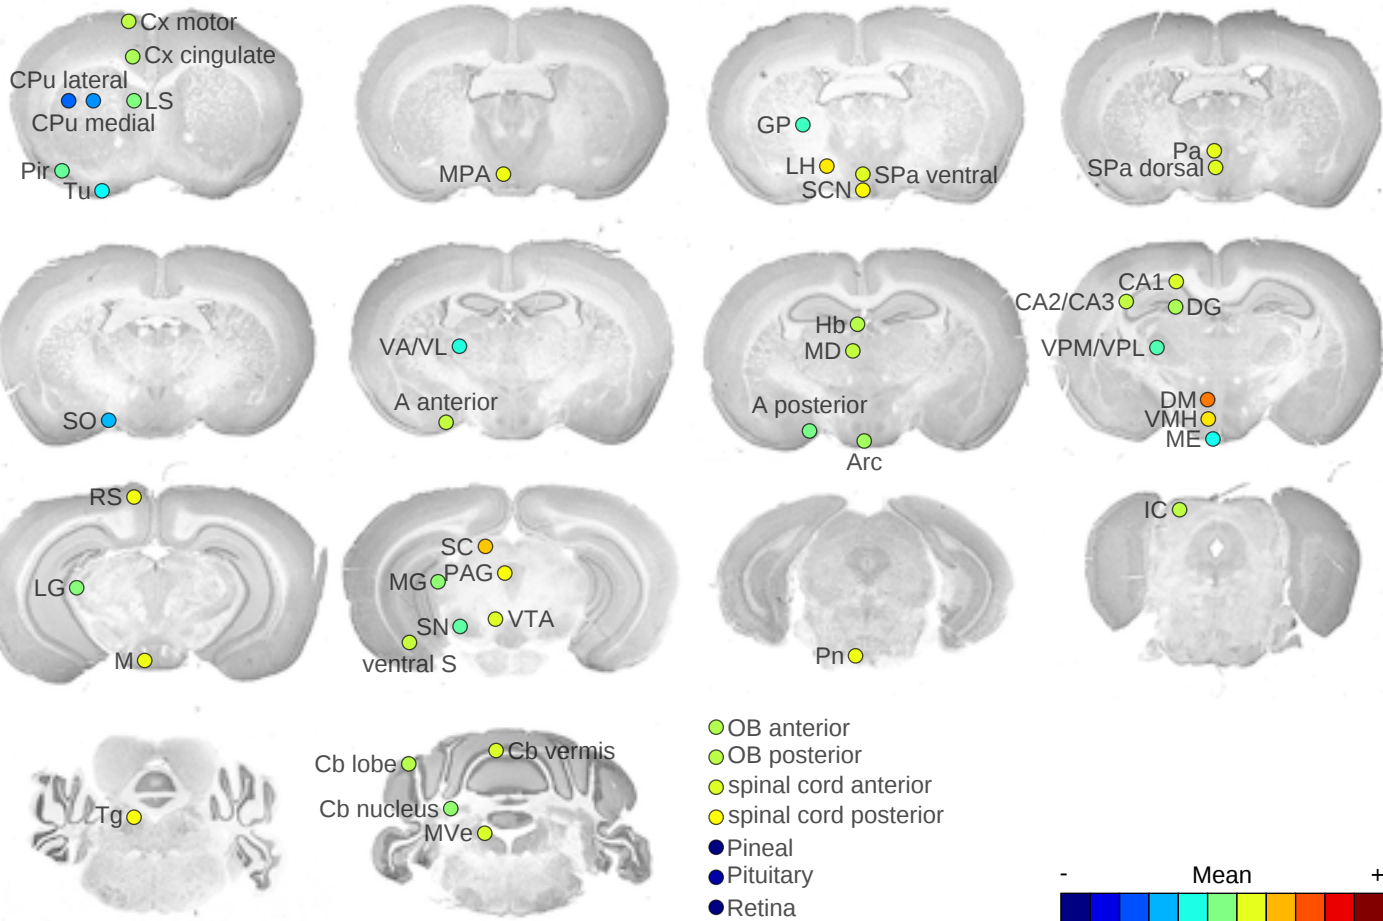 Cx motor
Cx cingulate
CPu lateral
LS
CPu medial
Pir
Tu
MPA
GP
LH
SPa ventral
SCN
Pa
SPa dorsal
SO
VA/VL
A anterior
Hb
MD
A posterior
Arc
CA1
CA2/CA3
DG
VPM/VPL
DM
VMH
ME
RS
LG
M
SC
PAG
MG
VTA
SN
ventral S
Pn
IC
Tg
Cb lobe
Cb vermis
Cb nucleus
MVe
OB anterior
OB posterior
spinal cord anterior
spinal cord posterior
Pineal
Pituitary
Retina
- Mean +